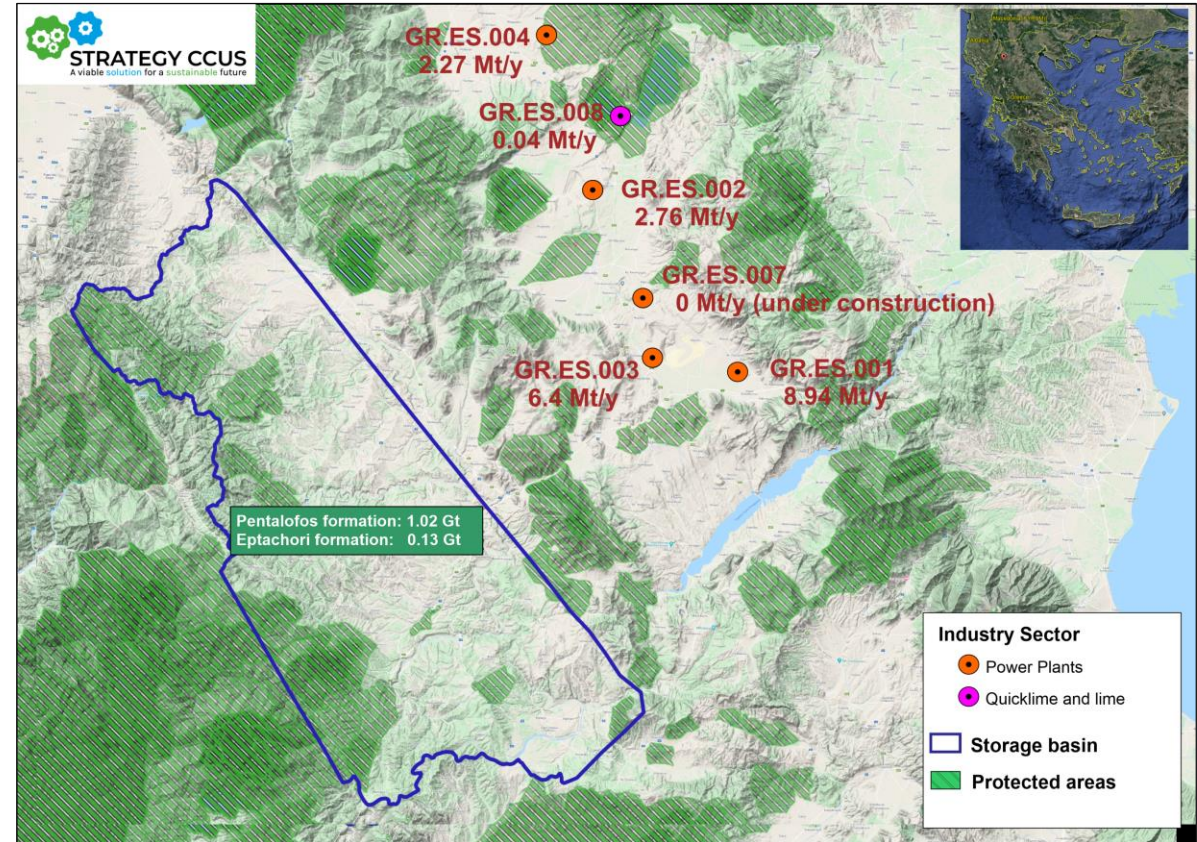 STRATEGY CCUS
A viable solution for a sustainable future
GR.ES.004
2.27 Mt/y
GR.ES.008
0.04 Mt/y
GR.ES.002
2.76 Mt/y
GR.ES.007
0 Mt/y (under construction)
GR.ES.003
6.4 Mt/y
GR.ES.001
8.94 Mt/y
Pentalofos formation: 1.02 Gt
Eptachori formation: 0.13 Gt
Industry Sector
Power Plants
Quicklime and lime
Storage basin
Protected areas